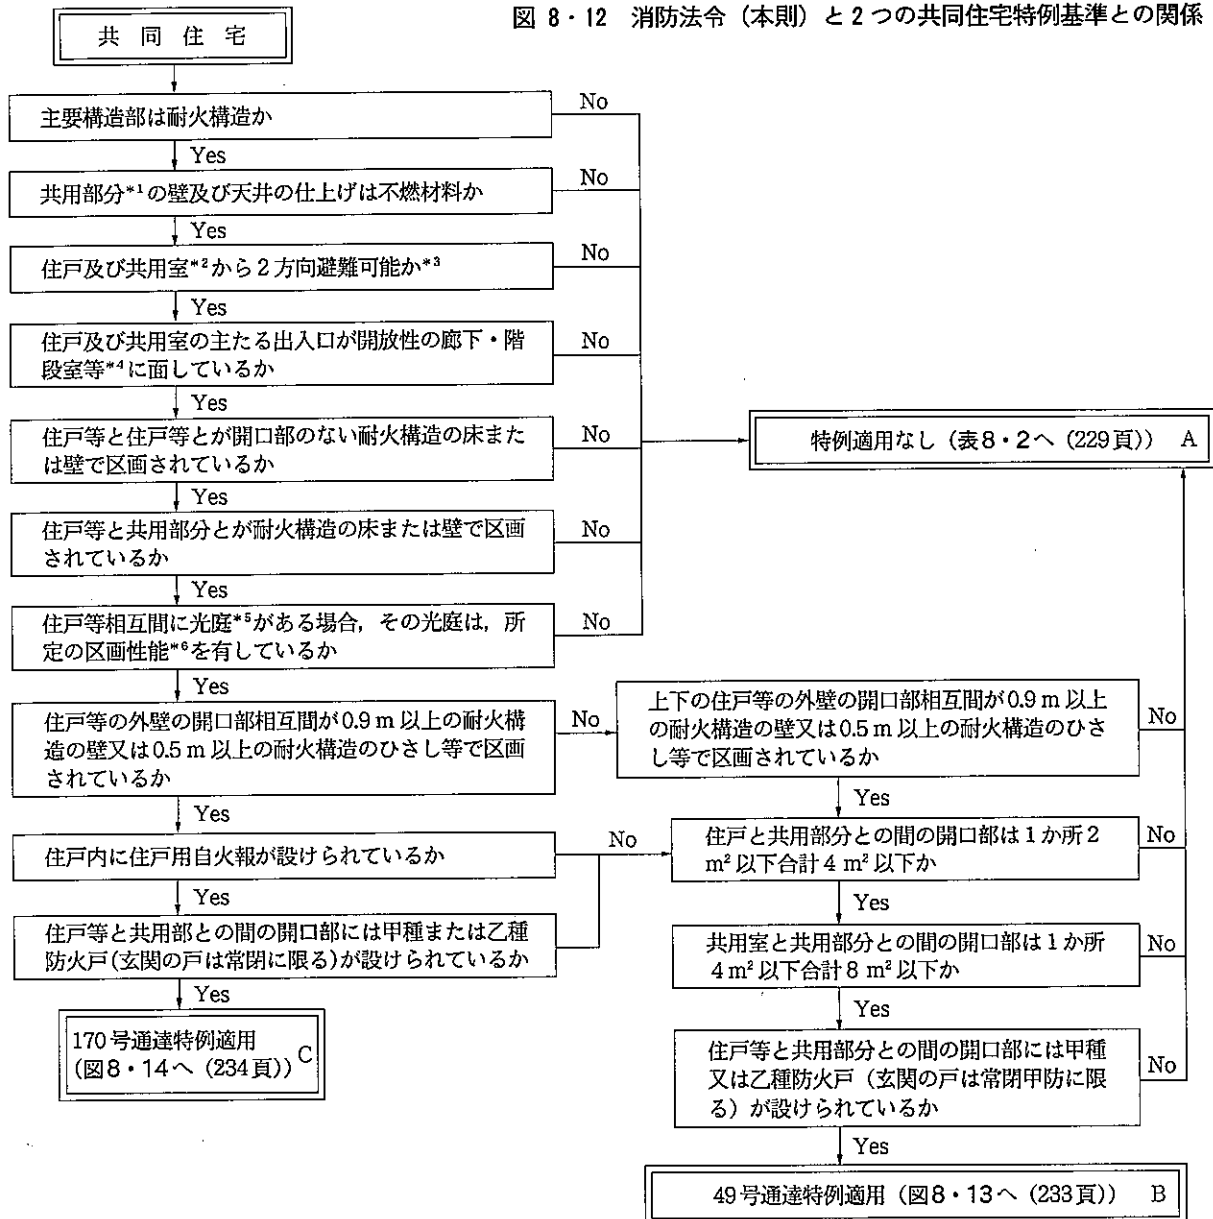 図 8・12 消防法令（本則）と2つの共同住宅特例基準との関係
共 同 住 宅
主要構造部は耐火構造か
No
Yes
共用部分*1の壁及び天井の仕上げは不燃材料か
No
Yes
住戸及び共用室*2から2方向避難可能か*3
No
Yes
住戸及び共用室の主たる出入口が開放性の廊下・階
段室等*4に面しているか
No
Yes
住戸等と住戸等とが開口部のない耐火構造の床また
は壁で区画されているか
No
Yes
特例適用なし（表8・2へ（229頁）） A
住戸等と共用部分とが耐火構造の床または壁で区画
されているか
No
Yes
住戸等相互間に光庭*5がある場合，その光庭は，所
定の区画性能*6を有しているか
No
Yes
住戸等の外壁の開口部相互間が0.9 m以上の耐火構
造の壁又は0.5 m以上の耐火構造のひさし等で区画
されているか
No
Yes
上下の住戸等の外壁の開口部相互間が0.9 m以上
の耐火構造の壁又は0.5 m以上の耐火構造のひさ
し等で区画されているか
No
Yes
住戸内に住戸用自火報が設けられているか
No
Yes
住戸と共用部分との間の開口部は1か所2
m²以下合計4 m²以下か
No
Yes
住戸等と共用部との間の開口部には甲種または乙種
防火戸(玄関の戸は常閉に限る)が設けられているか
Yes
共用室と共用部分との間の開口部は1か所
4 m²以下合計8 m²以下か
No
Yes
170号通達特例適用
(図8・14へ（234頁）) C
住戸等と共用部分との間の開口部には甲種
又は乙種防火戸（玄関の戸は常閉甲防に限
る）が設けられているか
No
Yes
49号通達特例適用（図8・13へ（233頁）） B